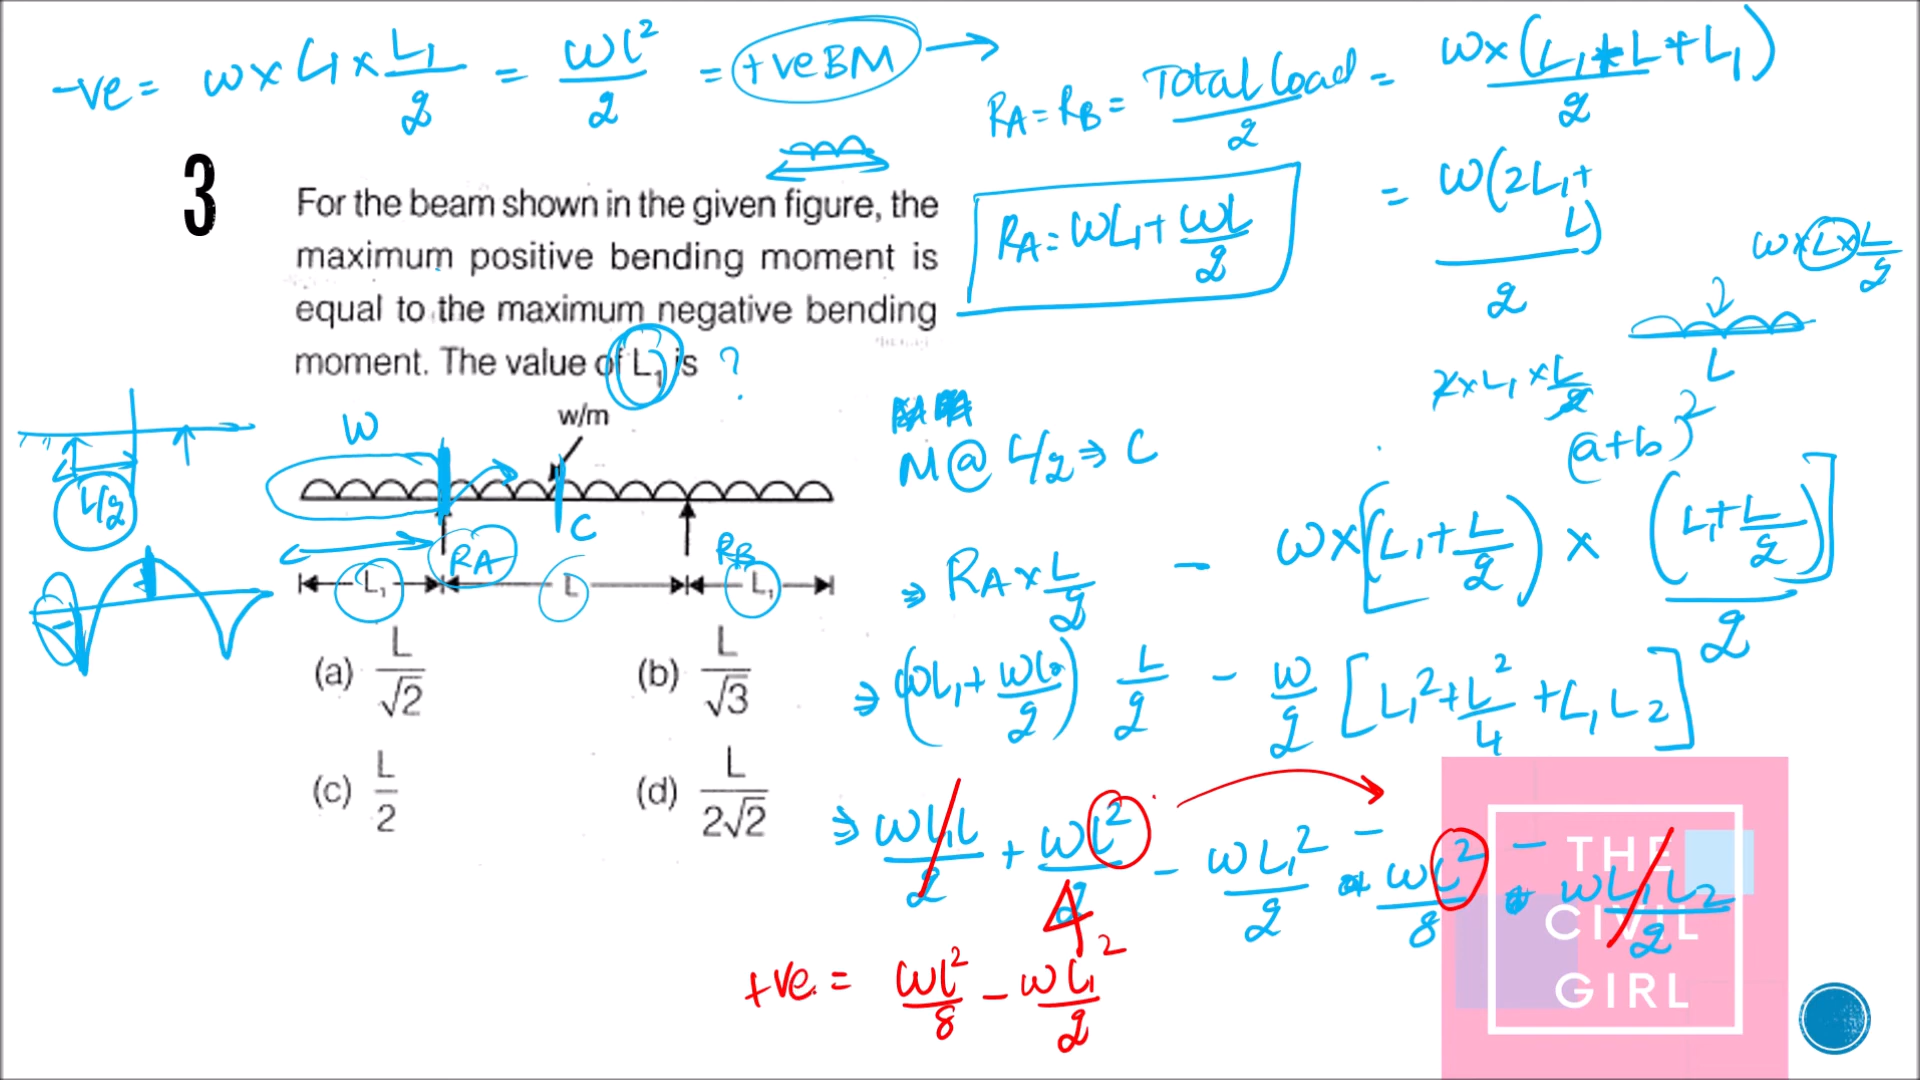 -ve = w x L1 x L1/2 = wl²/2 = +ve BM →
RA = RB = Total load/2 = w x (L1 + L + L1)/2
= w(2L1 + L)/2
RA = wL1 + wL/2
w x L x L/2
L
(a+b)²
3
For the beam shown in the given figure, the
maximum positive bending moment is
equal to the maximum negative bending
moment. The value of L₁ is ?
w/m
W
C
RA
RB
L₁
L
L₁
L/2
(a) L/√2
(b) L/√3
(c) L/2
(d) L/2√2
M @ L/2 ⇒ C
⇒ RA x L/2 - w x [(L1 + L/2) x (L1 + L/2)/2]
⇒ (wL1 + wL/2) L/2 - w/2 [L1² + L²/4 + L1L2]
⇒ wL1L/2 + wl²/4 - wL1²/2 - wl²/8 - wL1L2/2
+ve = wl²/8 - wL1²/2
THE
CIVIL
GIRL